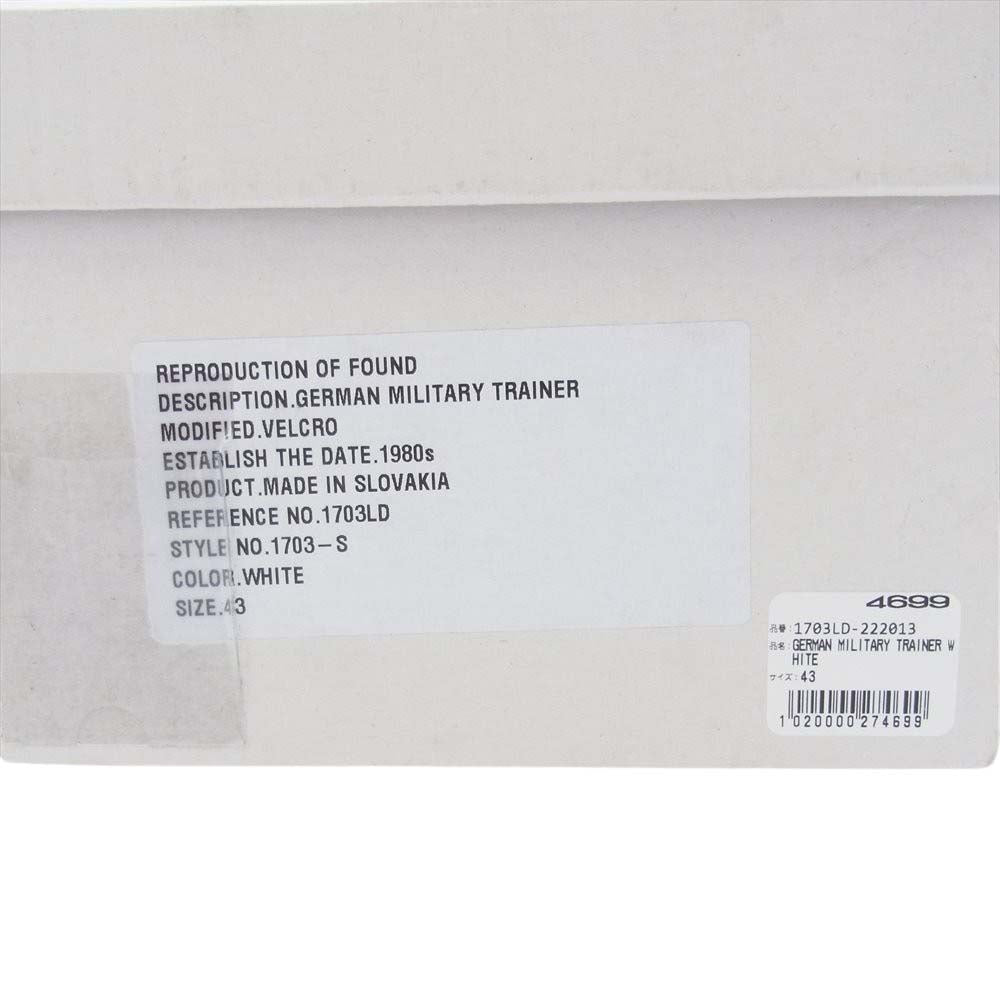 REPRODUCTION OF FOUND
DESCRIPTION.GERMAN MILITARY TRAINER
MODIFIED.VELCRO
ESTABLISH THE DATE.1980s
PRODUCT.MADE IN SLOVAKIA
REFERENCE NO.1703LD
STYLE NO.1703-S
COLOR.WHITE
SIZE.43
4699
品番:1703LD-222013
品名:GERMAN MILITARY TRAINER W
HITE
サイズ:43
1020000274699